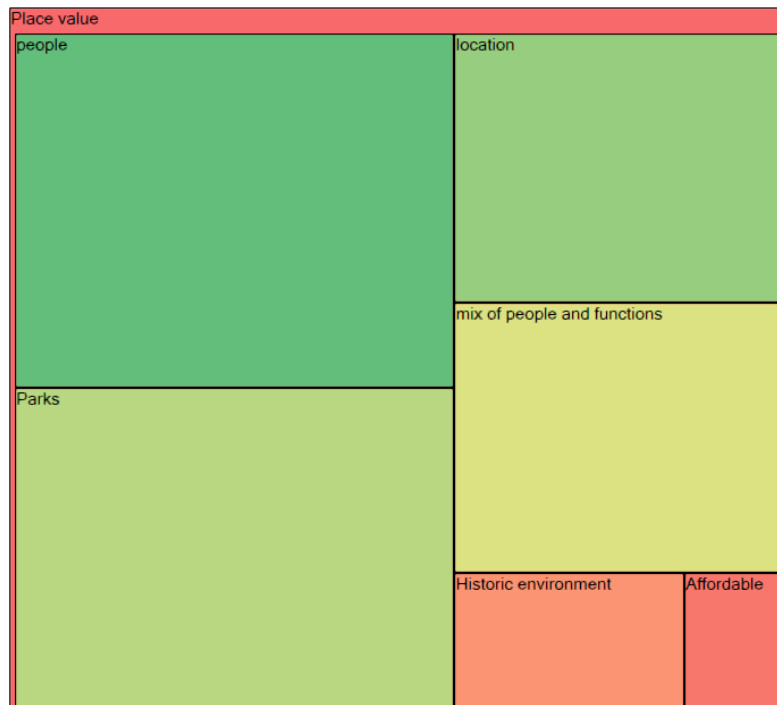 Place value
people
location
mix of people and functions
Parks
Historic environment
Affordable